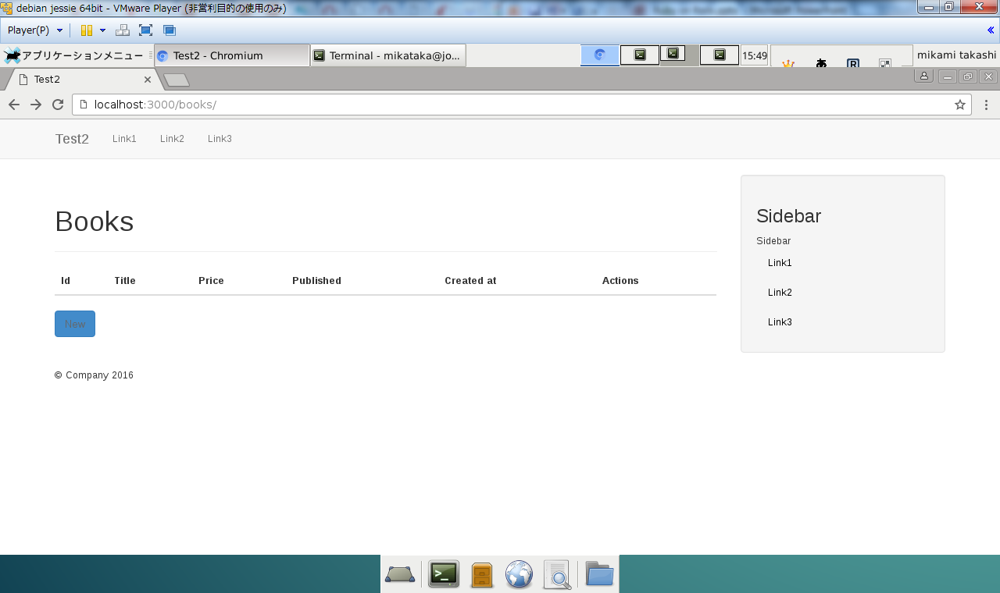 debian jessie 64bit - VMware Player (非営利目的の使用のみ)
Player(P)
アプリケーションメニュー
Test2 - Chromium
Terminal - mikataka@jo...
15:49
あ
R
mikami takashi
Test2
localhost:3000/books/
Test2 Link1 Link2 Link3
Books
Id Title Price Published Created at Actions
New
© Company 2016
Sidebar
Sidebar
Link1
Link2
Link3